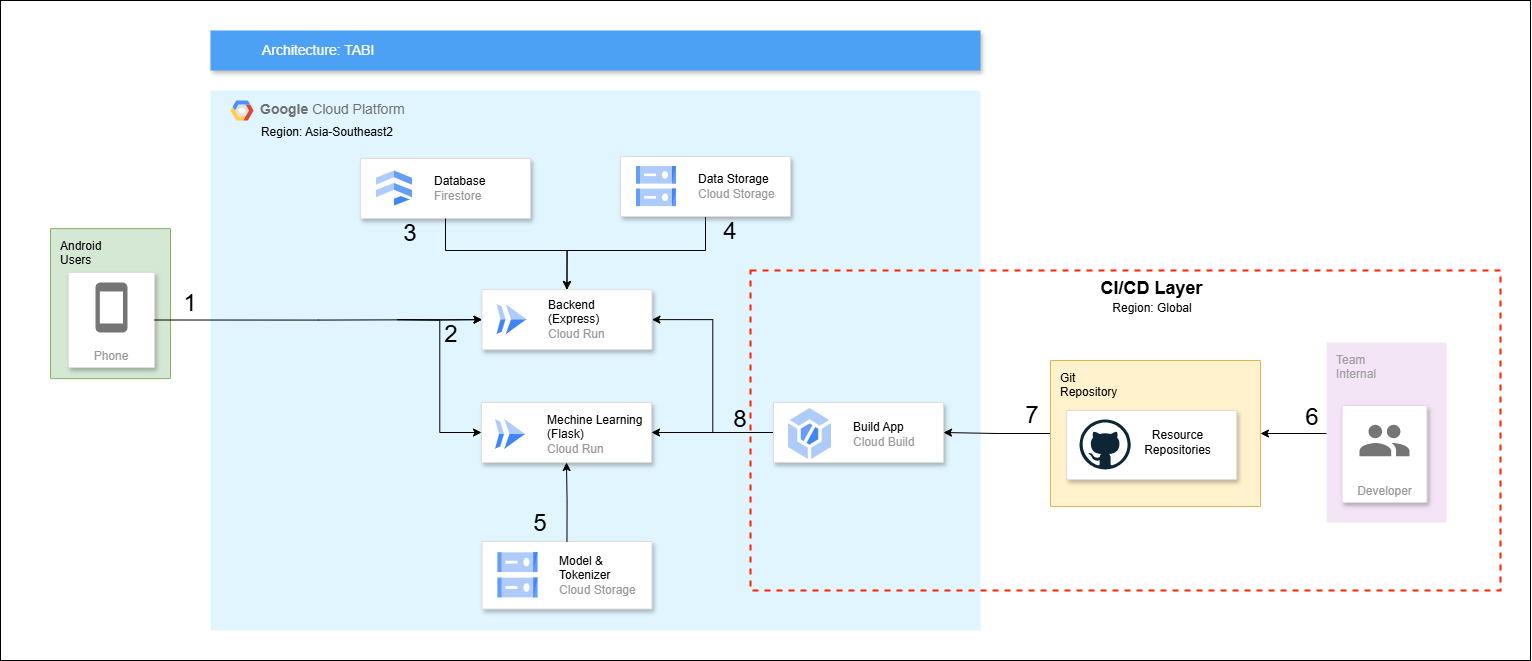 Architecture: TABI
Google Cloud Platform
Region: Asia-Southeast2
Database
Firestore
3
Data Storage
Cloud Storage
4
Android
Users
Phone
1
2
Backend
(Express)
Cloud Run
Mechine Learning
(Flask)
Cloud Run
5
Model &
Tokenizer
Cloud Storage
8
CI/CD Layer
Region: Global
Build App
Cloud Build
7
Git
Repository
Resource
Repositories
6
Team
Internal
Developer